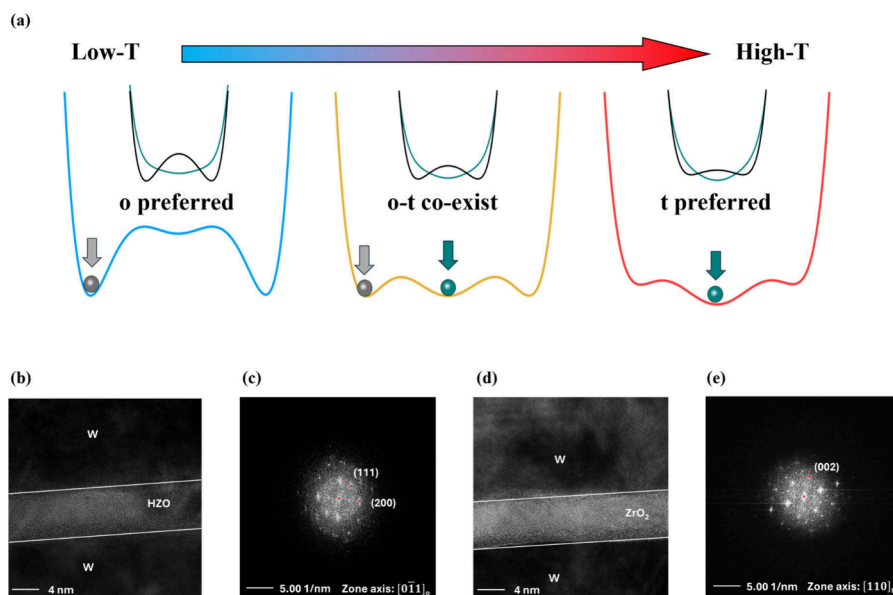 (a)
Low-T
High-T
o preferred
o-t co-exist
t preferred
(b)
(c)
(d)
(e)
W
HZO
W
4 nm
(111)
(200)
5.00 1/nm Zone axis: [01̄1]ₒ
W
ZrO₂
W
4 nm
(002)
5.00 1/nm Zone axis: [110]